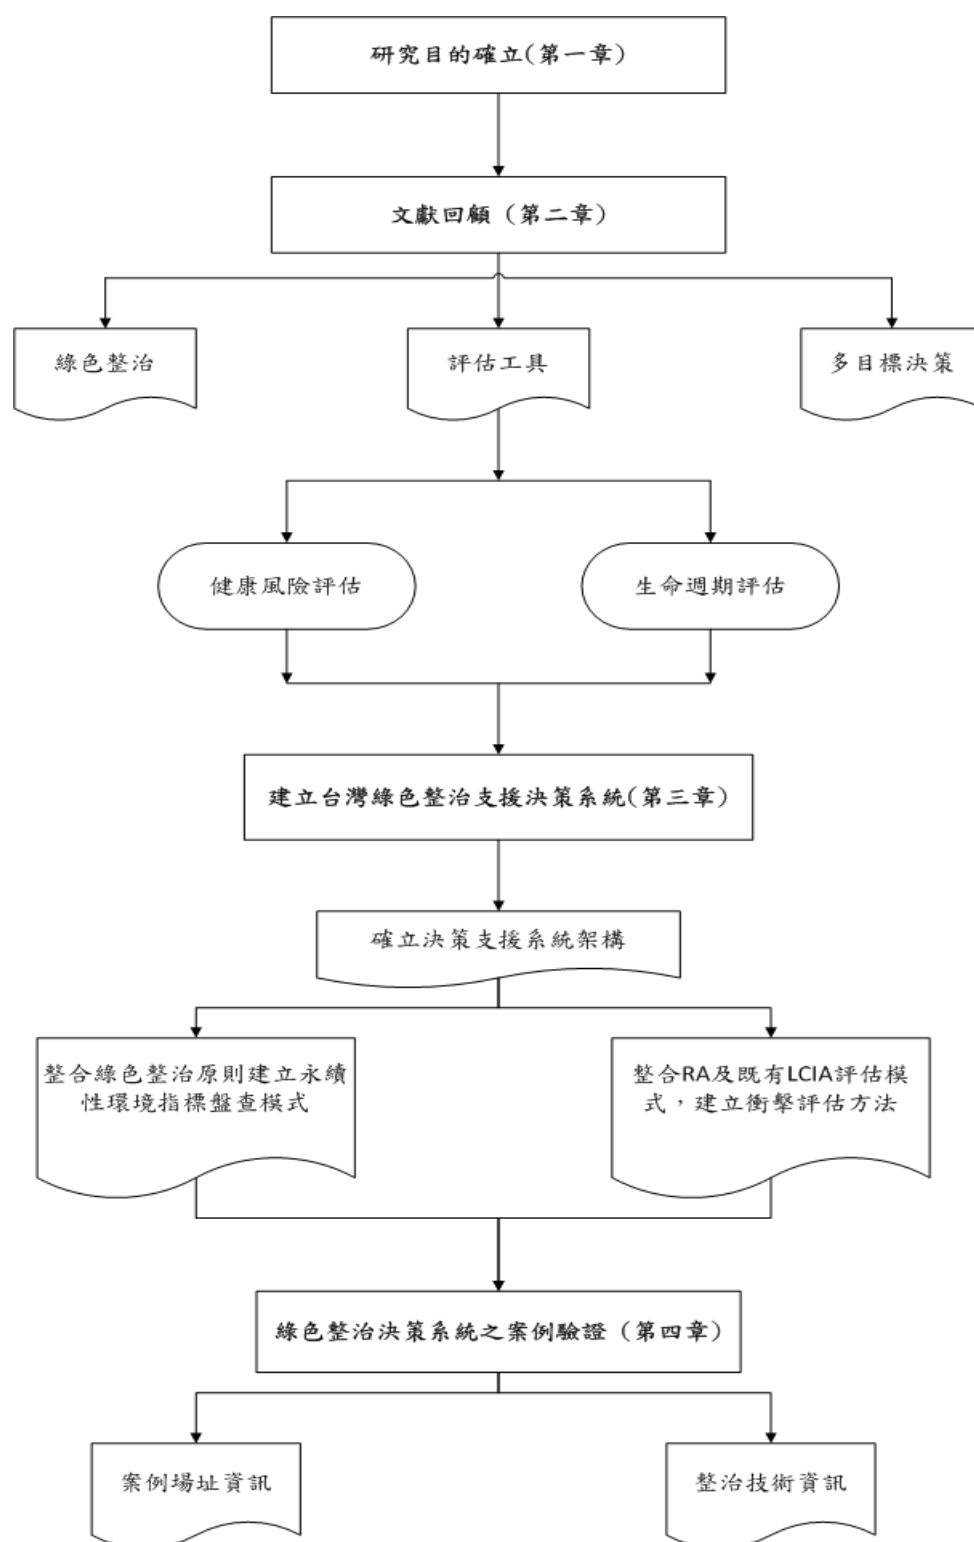 研究目的確立(第一章)
文獻回顧（第二章）
綠色整治
評估工具
多目標決策
健康風險評估
生命週期評估
建立台灣綠色整治支援決策系統(第三章)
確立決策支援系統架構
整合綠色整治原則建立永續
性環境指標盤查模式
整合RA及既有LCIA評估模
式，建立衝擊評估方法
綠色整治決策系統之案例驗證（第四章）
案例場址資訊
整治技術資訊